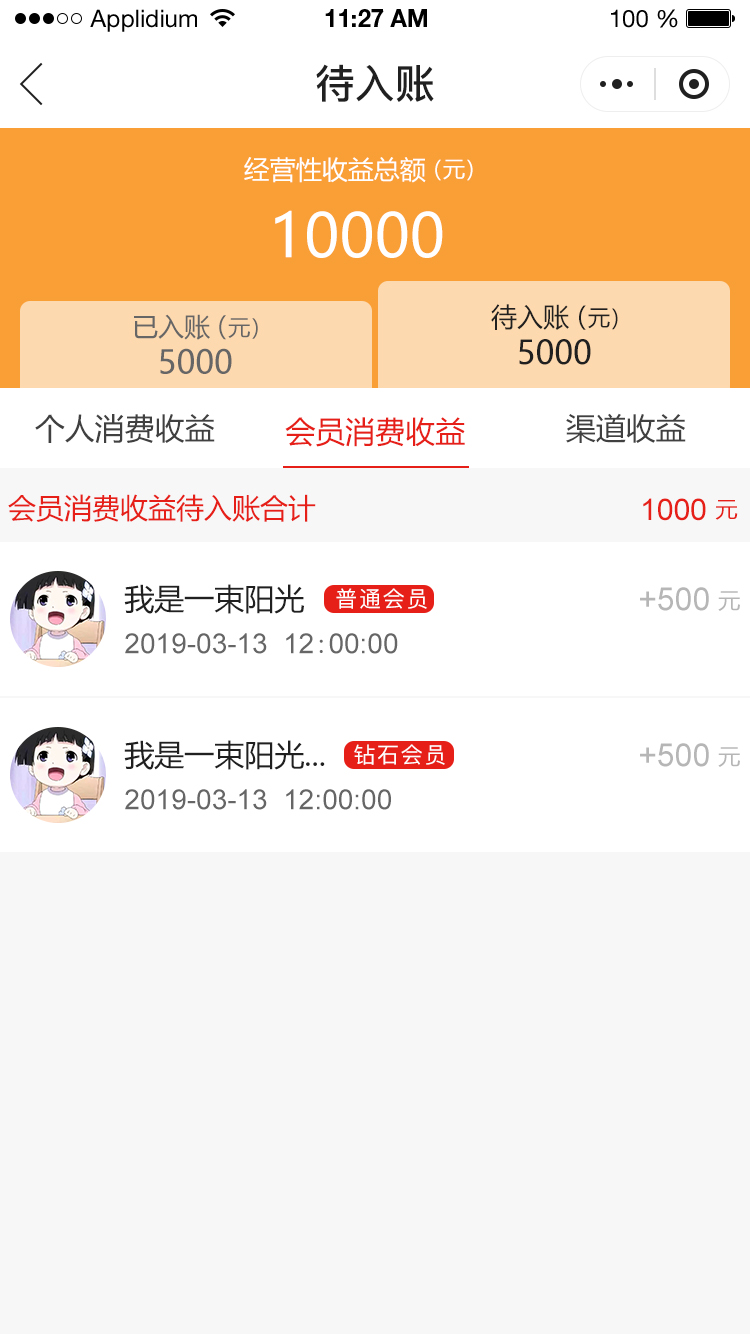 Applidium 11:27 AM 100 %
待入账
经营性收益总额(元)
10000
已入账(元)
5000
待入账(元)
5000
个人消费收益 会员消费收益 渠道收益
会员消费收益待入账合计 1000 元
我是一束阳光 普通会员 +500 元
2019-03-13 12:00:00
我是一束阳光... 钻石会员 +500 元
2019-03-13 12:00:00